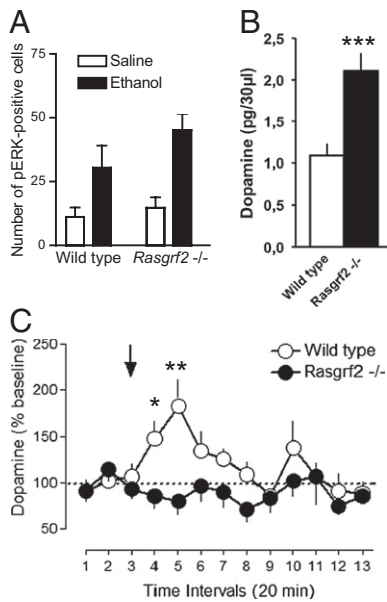 A
Number of pERK-positive cells
75
50
25
0
Saline
Ethanol
Wild type
Rasgrf2 -/-
B
Dopamine (pg/30µl)
2,5
2,0
1,5
1,0
0,5
0,0
***
Wild type
Rasgrf2 -/-
C
Dopamine (% baseline)
250
200
150
100
50
*
**
Wild type
Rasgrf2 -/-
1 2 3 4 5 6 7 8 9 10 11 12 13
Time Intervals (20 min)